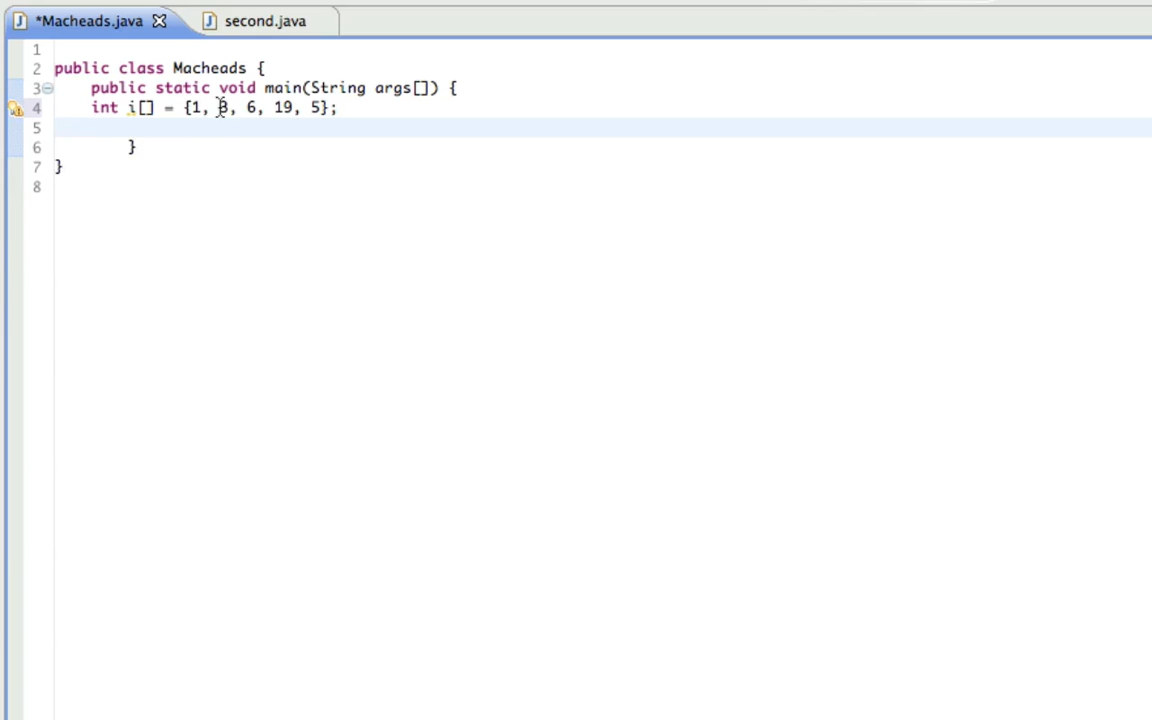 *Macheads.java second.java
1
2 public class Macheads {
3 public static void main(String args[]) {
4 int i[] = {1, 3, 6, 19, 5};
5
6 }
7 }
8